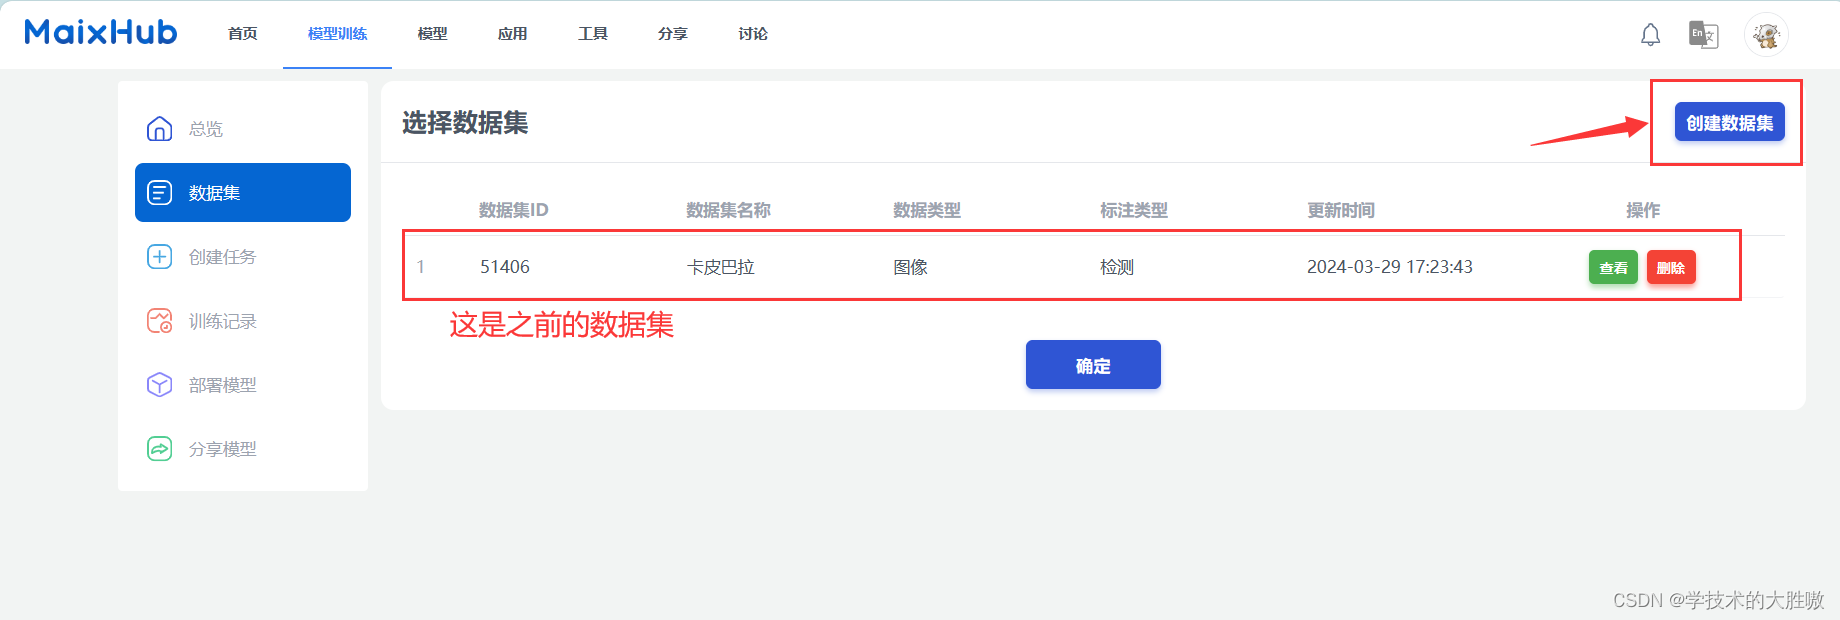 MaixHub 首页 模型训练 模型 应用 工具 分享 讨论 En 文
总览
数据集
创建任务
训练记录
部署模型
分享模型
选择数据集 创建数据集
数据集ID 数据集名称 数据类型 标注类型 更新时间 操作
1 51406 卡皮巴拉 图像 检测 2024-03-29 17:23:43 查看 删除
这是之前的数据集
确定
CSDN @学技术的大胜嗷